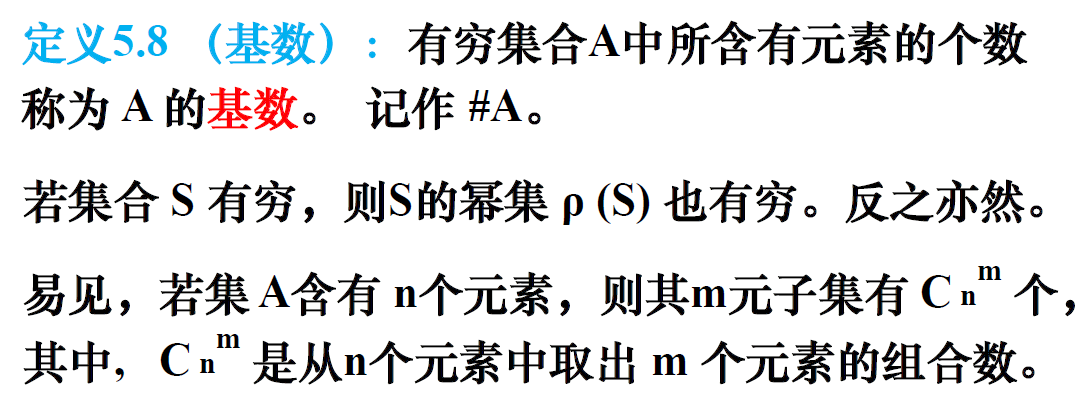 定义5.8 （基数）： 有穷集合A中所含有元素的个数
称为 A 的基数。 记作 #A。
若集合 S 有穷，则S的幂集 ρ (S) 也有穷。反之亦然。
易见，若集 A含有 n个元素，则其m元子集有 C n^m 个，
其中, C n^m 是从n个元素中取出 m 个元素的组合数。